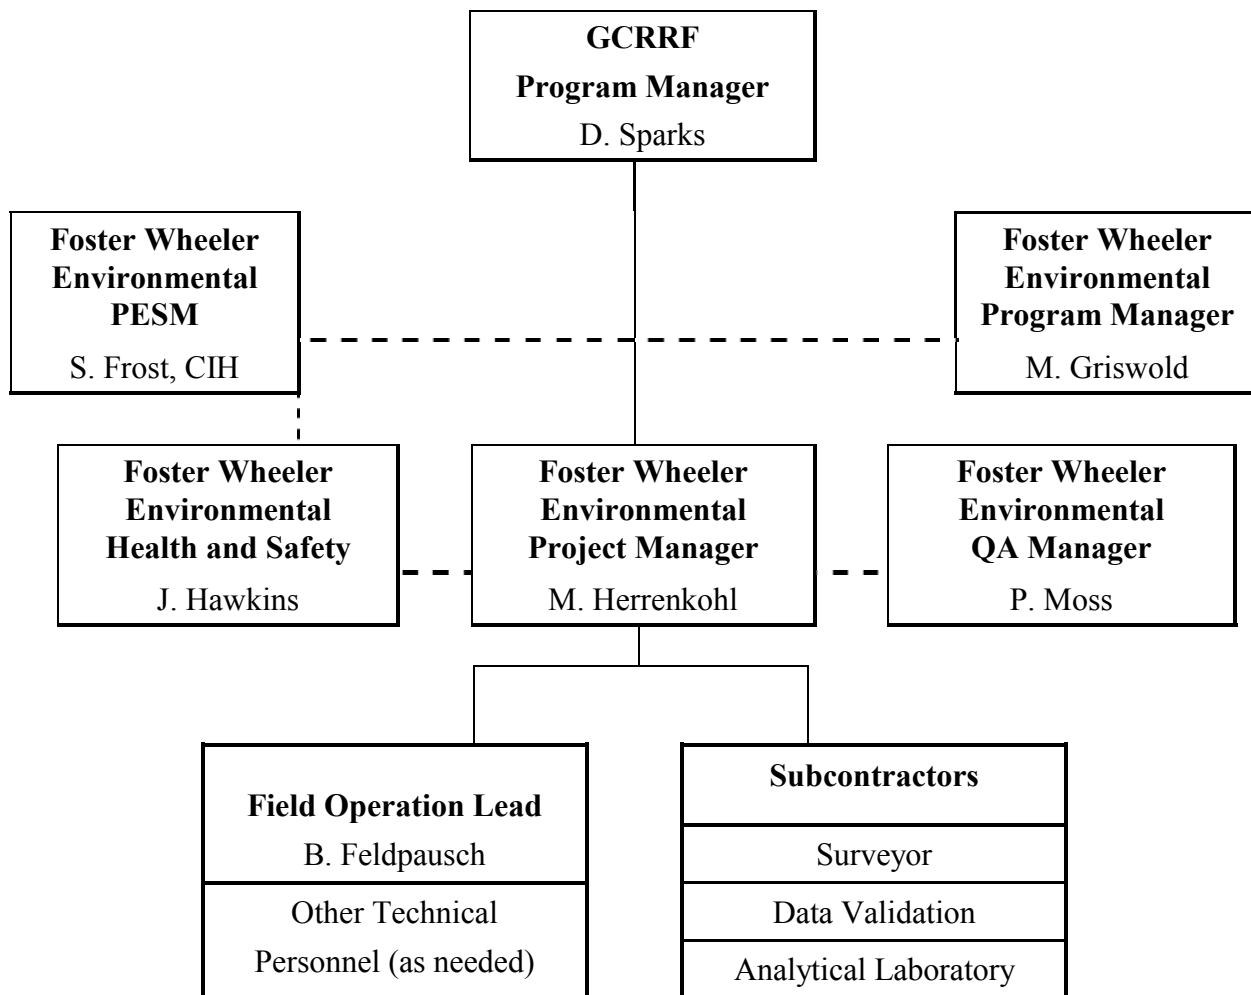 GCRRF
Program Manager
D. Sparks
Foster Wheeler
Environmental
PESM
S. Frost, CIH
Foster Wheeler
Environmental
Program Manager
M. Griswold
Foster Wheeler
Environmental
Health and Safety
J. Hawkins
Foster Wheeler
Environmental
Project Manager
M. Herrenkohl
Foster Wheeler
Environmental
QA Manager
P. Moss
Field Operation Lead
B. Feldpausch
Other Technical
Personnel (as needed)
Subcontractors
Surveyor
Data Validation
Analytical Laboratory